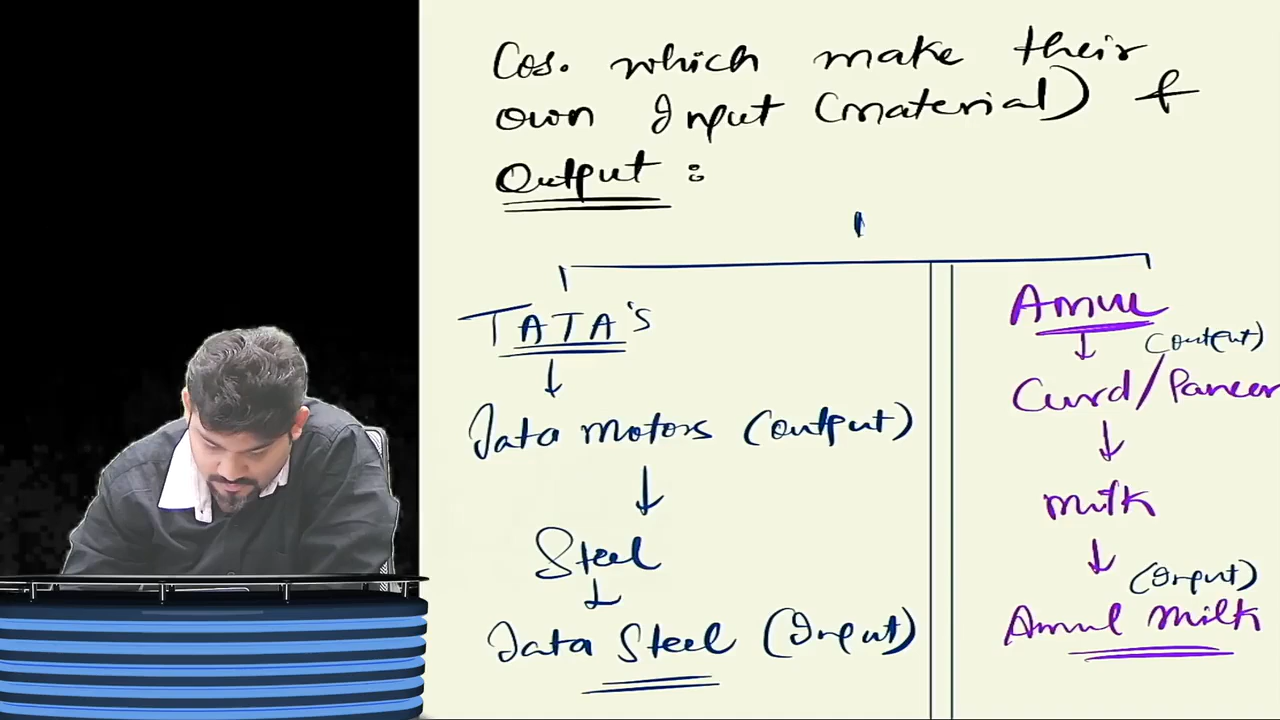 Cos. which make their
own Input (material) &
Output :
TATA's
Tata Motors (output)
Steel
Tata Steel (Input)
Amul
(output)
Curd/Paneer
Milk
(Input)
Amul Milk